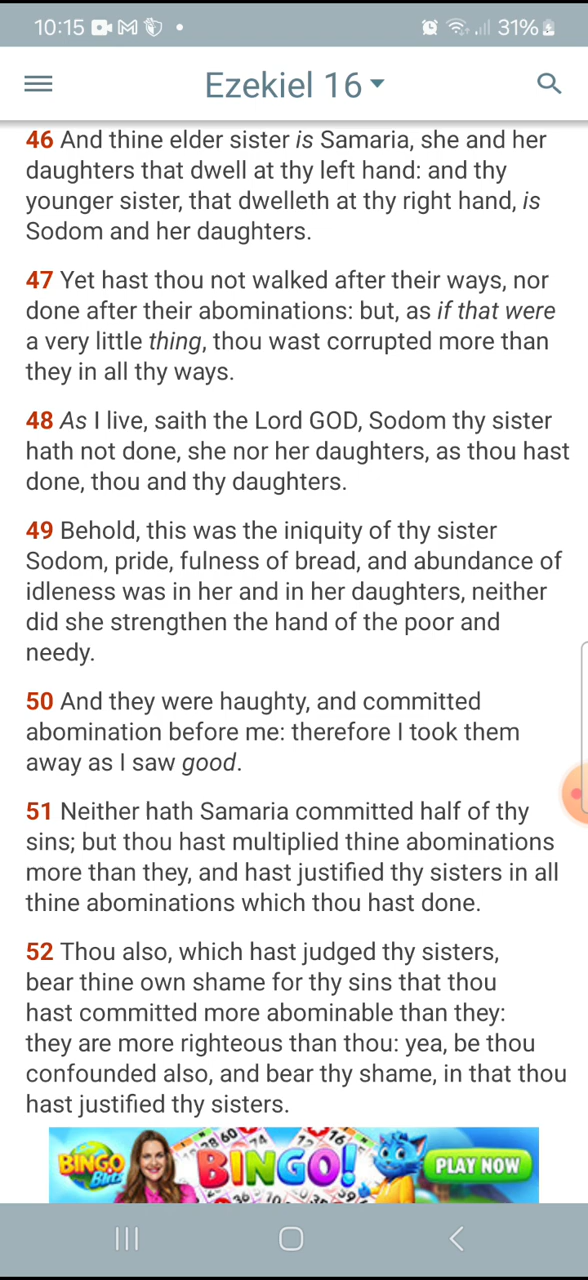 10:15 31%
Ezekiel 16
46 And thine elder sister is Samaria, she and her
daughters that dwell at thy left hand: and thy
younger sister, that dwelleth at thy right hand, is
Sodom and her daughters.
47 Yet hast thou not walked after their ways, nor
done after their abominations: but, as if that were
a very little thing, thou wast corrupted more than
they in all thy ways.
48 As I live, saith the Lord GOD, Sodom thy sister
hath not done, she nor her daughters, as thou hast
done, thou and thy daughters.
49 Behold, this was the iniquity of thy sister
Sodom, pride, fulness of bread, and abundance of
idleness was in her and in her daughters, neither
did she strengthen the hand of the poor and
needy.
50 And they were haughty, and committed
abomination before me: therefore I took them
away as I saw good.
51 Neither hath Samaria committed half of thy
sins; but thou hast multiplied thine abominations
more than they, and hast justified thy sisters in all
thine abominations which thou hast done.
52 Thou also, which hast judged thy sisters,
bear thine own shame for thy sins that thou
hast committed more abominable than they:
they are more righteous than thou: yea, be thou
confounded also, and bear thy shame, in that thou
hast justified thy sisters.
BINGO Blitz BINGO! PLAY NOW